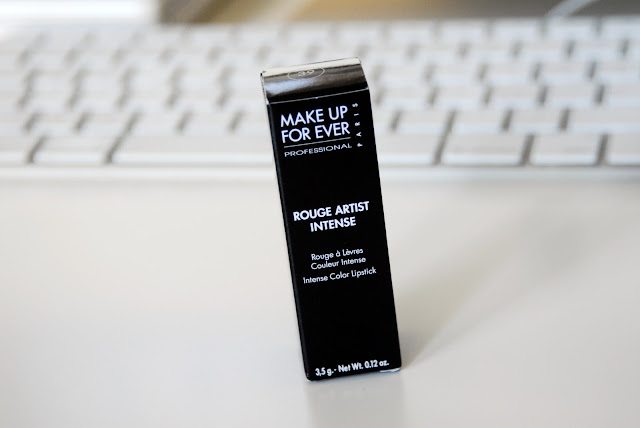 MAKE UP
FOR EVER
PROFESSIONAL
PARIS
ROUGE ARTIST
INTENSE
Rouge à Lèvres
Couleur Intense
Intense Color Lipstick
3,5 g.- Net Wt. 0.12 oz.